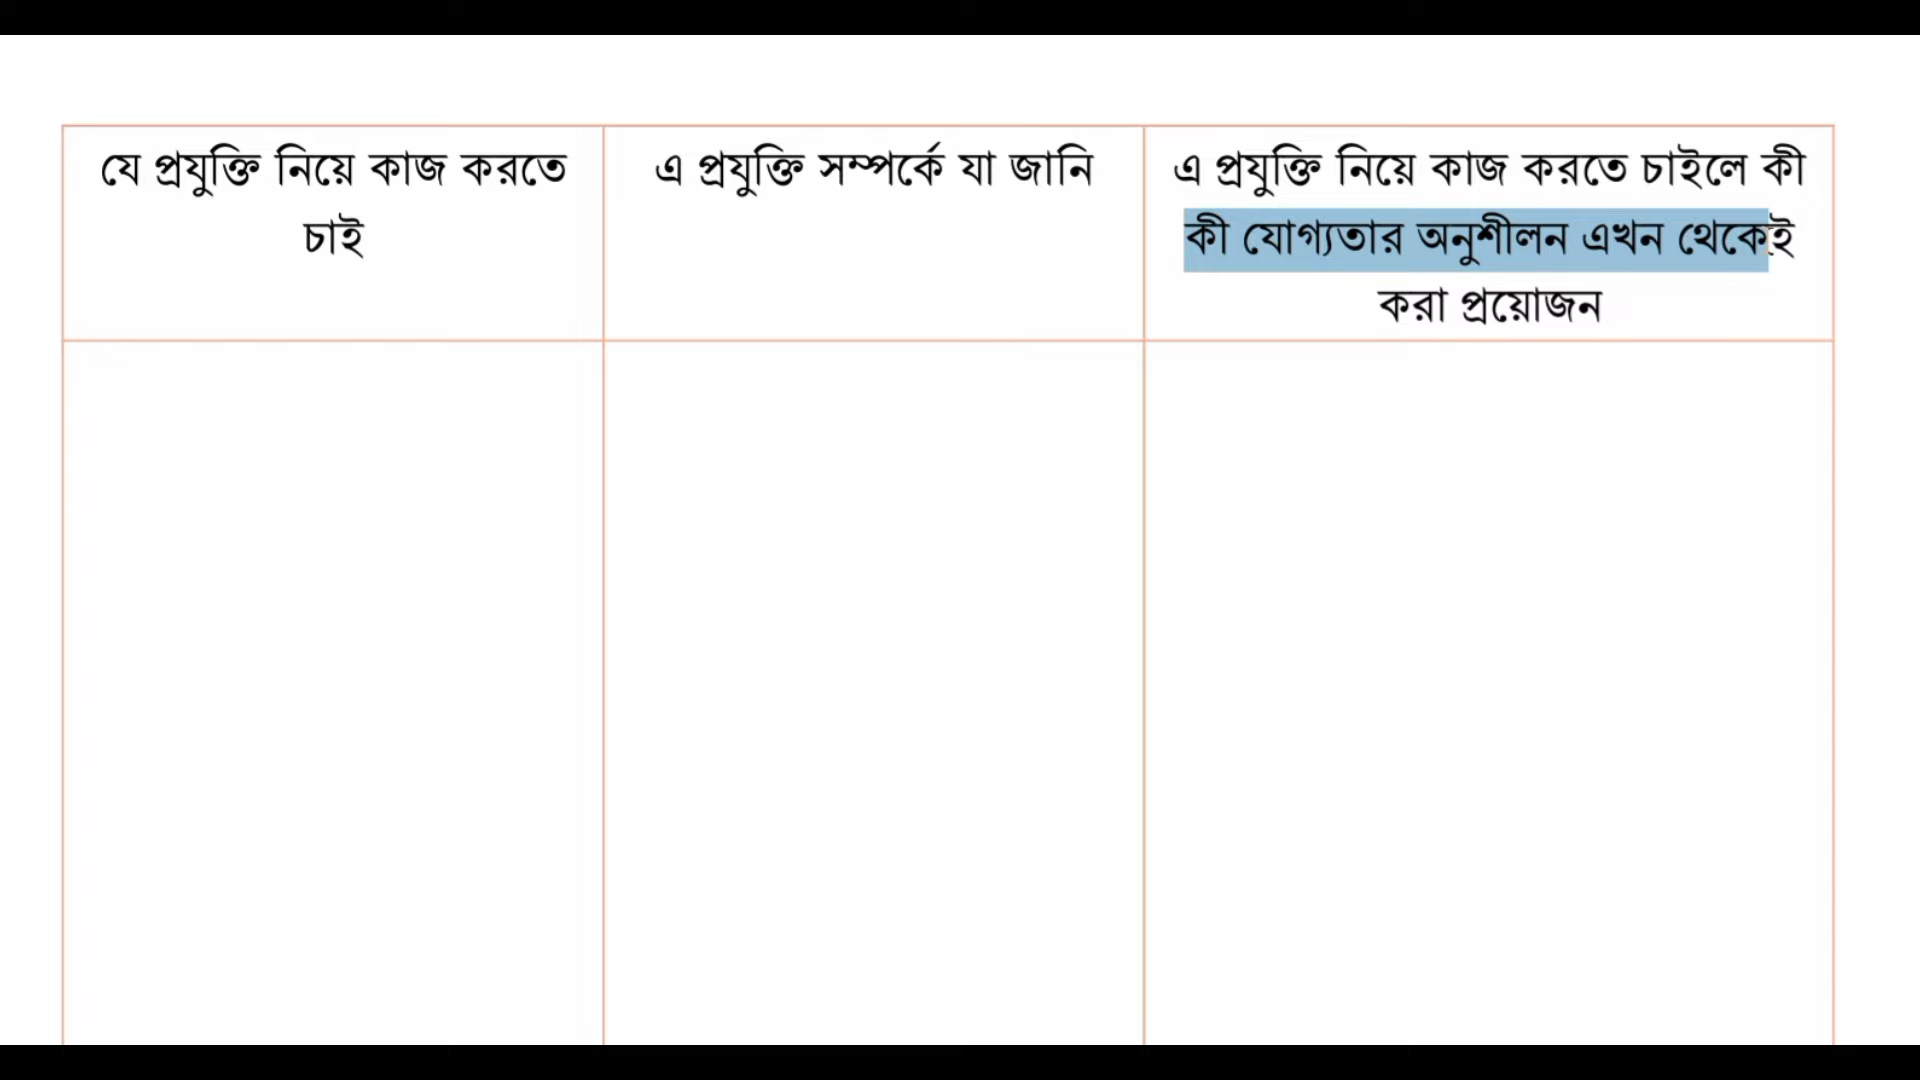 যে প্রযুক্তি নিয়ে কাজ করতে
চাই
এ প্রযুক্তি সম্পর্কে যা জানি
এ প্রযুক্তি নিয়ে কাজ করতে চাইলে কী
কী যোগ্যতার অনুশীলন এখন থেকেই
করা প্রয়োজন